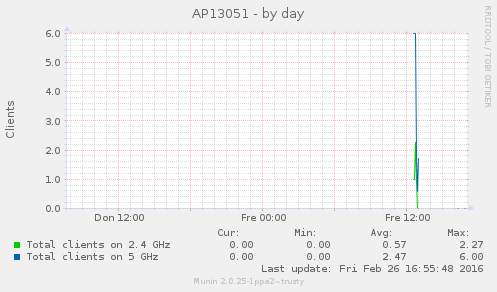 AP13051 - by day
RRDTOOL / TOBI OETIKER
Clients
6.0
5.0
4.0
3.0
2.0
1.0
0.0
Don 12:00 Fre 00:00 Fre 12:00
Cur: Min: Avg: Max:
Total clients on 2.4 GHz 0.00 0.00 0.57 2.27
Total clients on 5 GHz 0.00 0.00 2.47 6.00
Last update: Fri Feb 26 16:55:48 2016
Munin 2.0.25-1ppa2~trusty